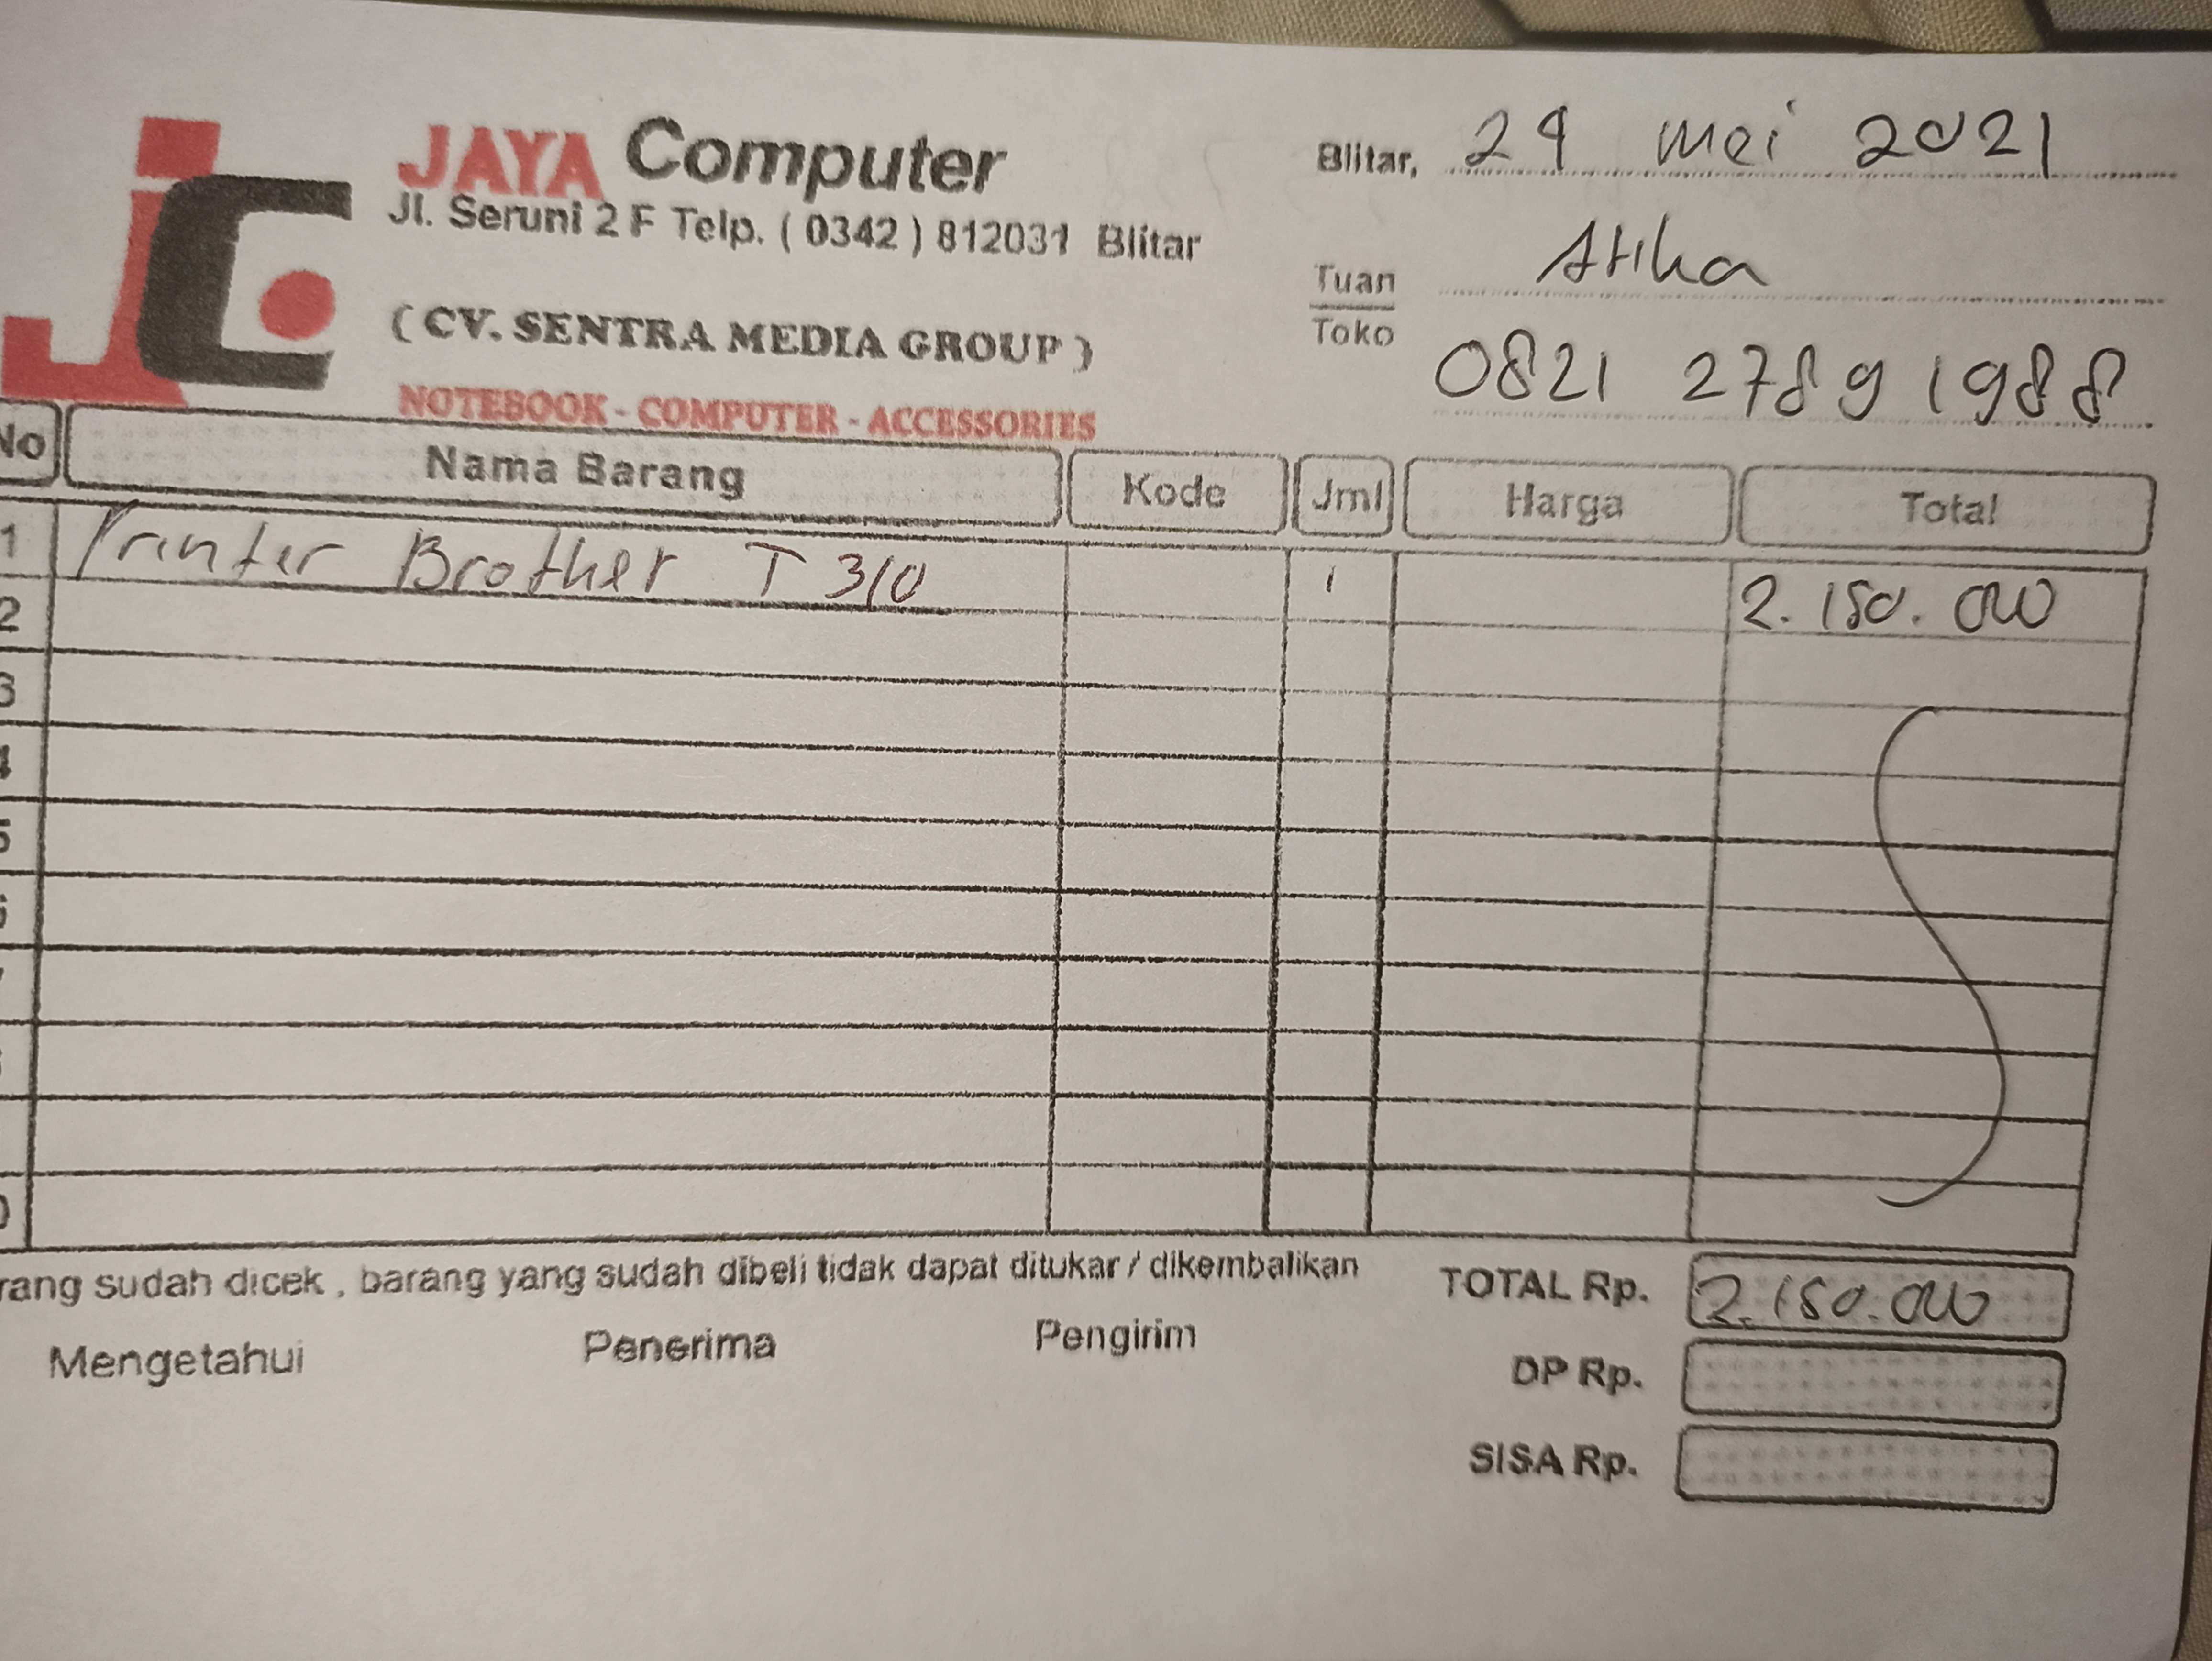 JAYA Computer
Jl. Seruni 2 F Telp. ( 0342 ) 812031 Blitar
( CV. SENTRA MEDIA GROUP )
NOTEBOOK - COMPUTER - ACCESSORIES
Blitar, 29 mei 2021
Tuan Atika
Toko
0821 2789 1988
No Nama Barang Kode Jml Harga Total
1 Printer Brother T 310 1 2.150.000
2
3
4
5
6
rang sudah dicek , barang yang sudah dibeli tidak dapat ditukar / dikembalikan
Mengetahui Penerima Pengirim
TOTAL Rp. 2.150.000
DP Rp.
SISA Rp.